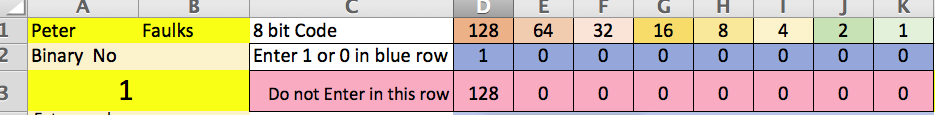 A B C D E F G H I J K
1 Peter Faulks 8 bit Code 128 64 32 16 8 4 2 1
2 Binary No Enter 1 or 0 in blue row 1 0 0 0 0 0 0 0
3 1 Do not Enter in this row 128 0 0 0 0 0 0 0